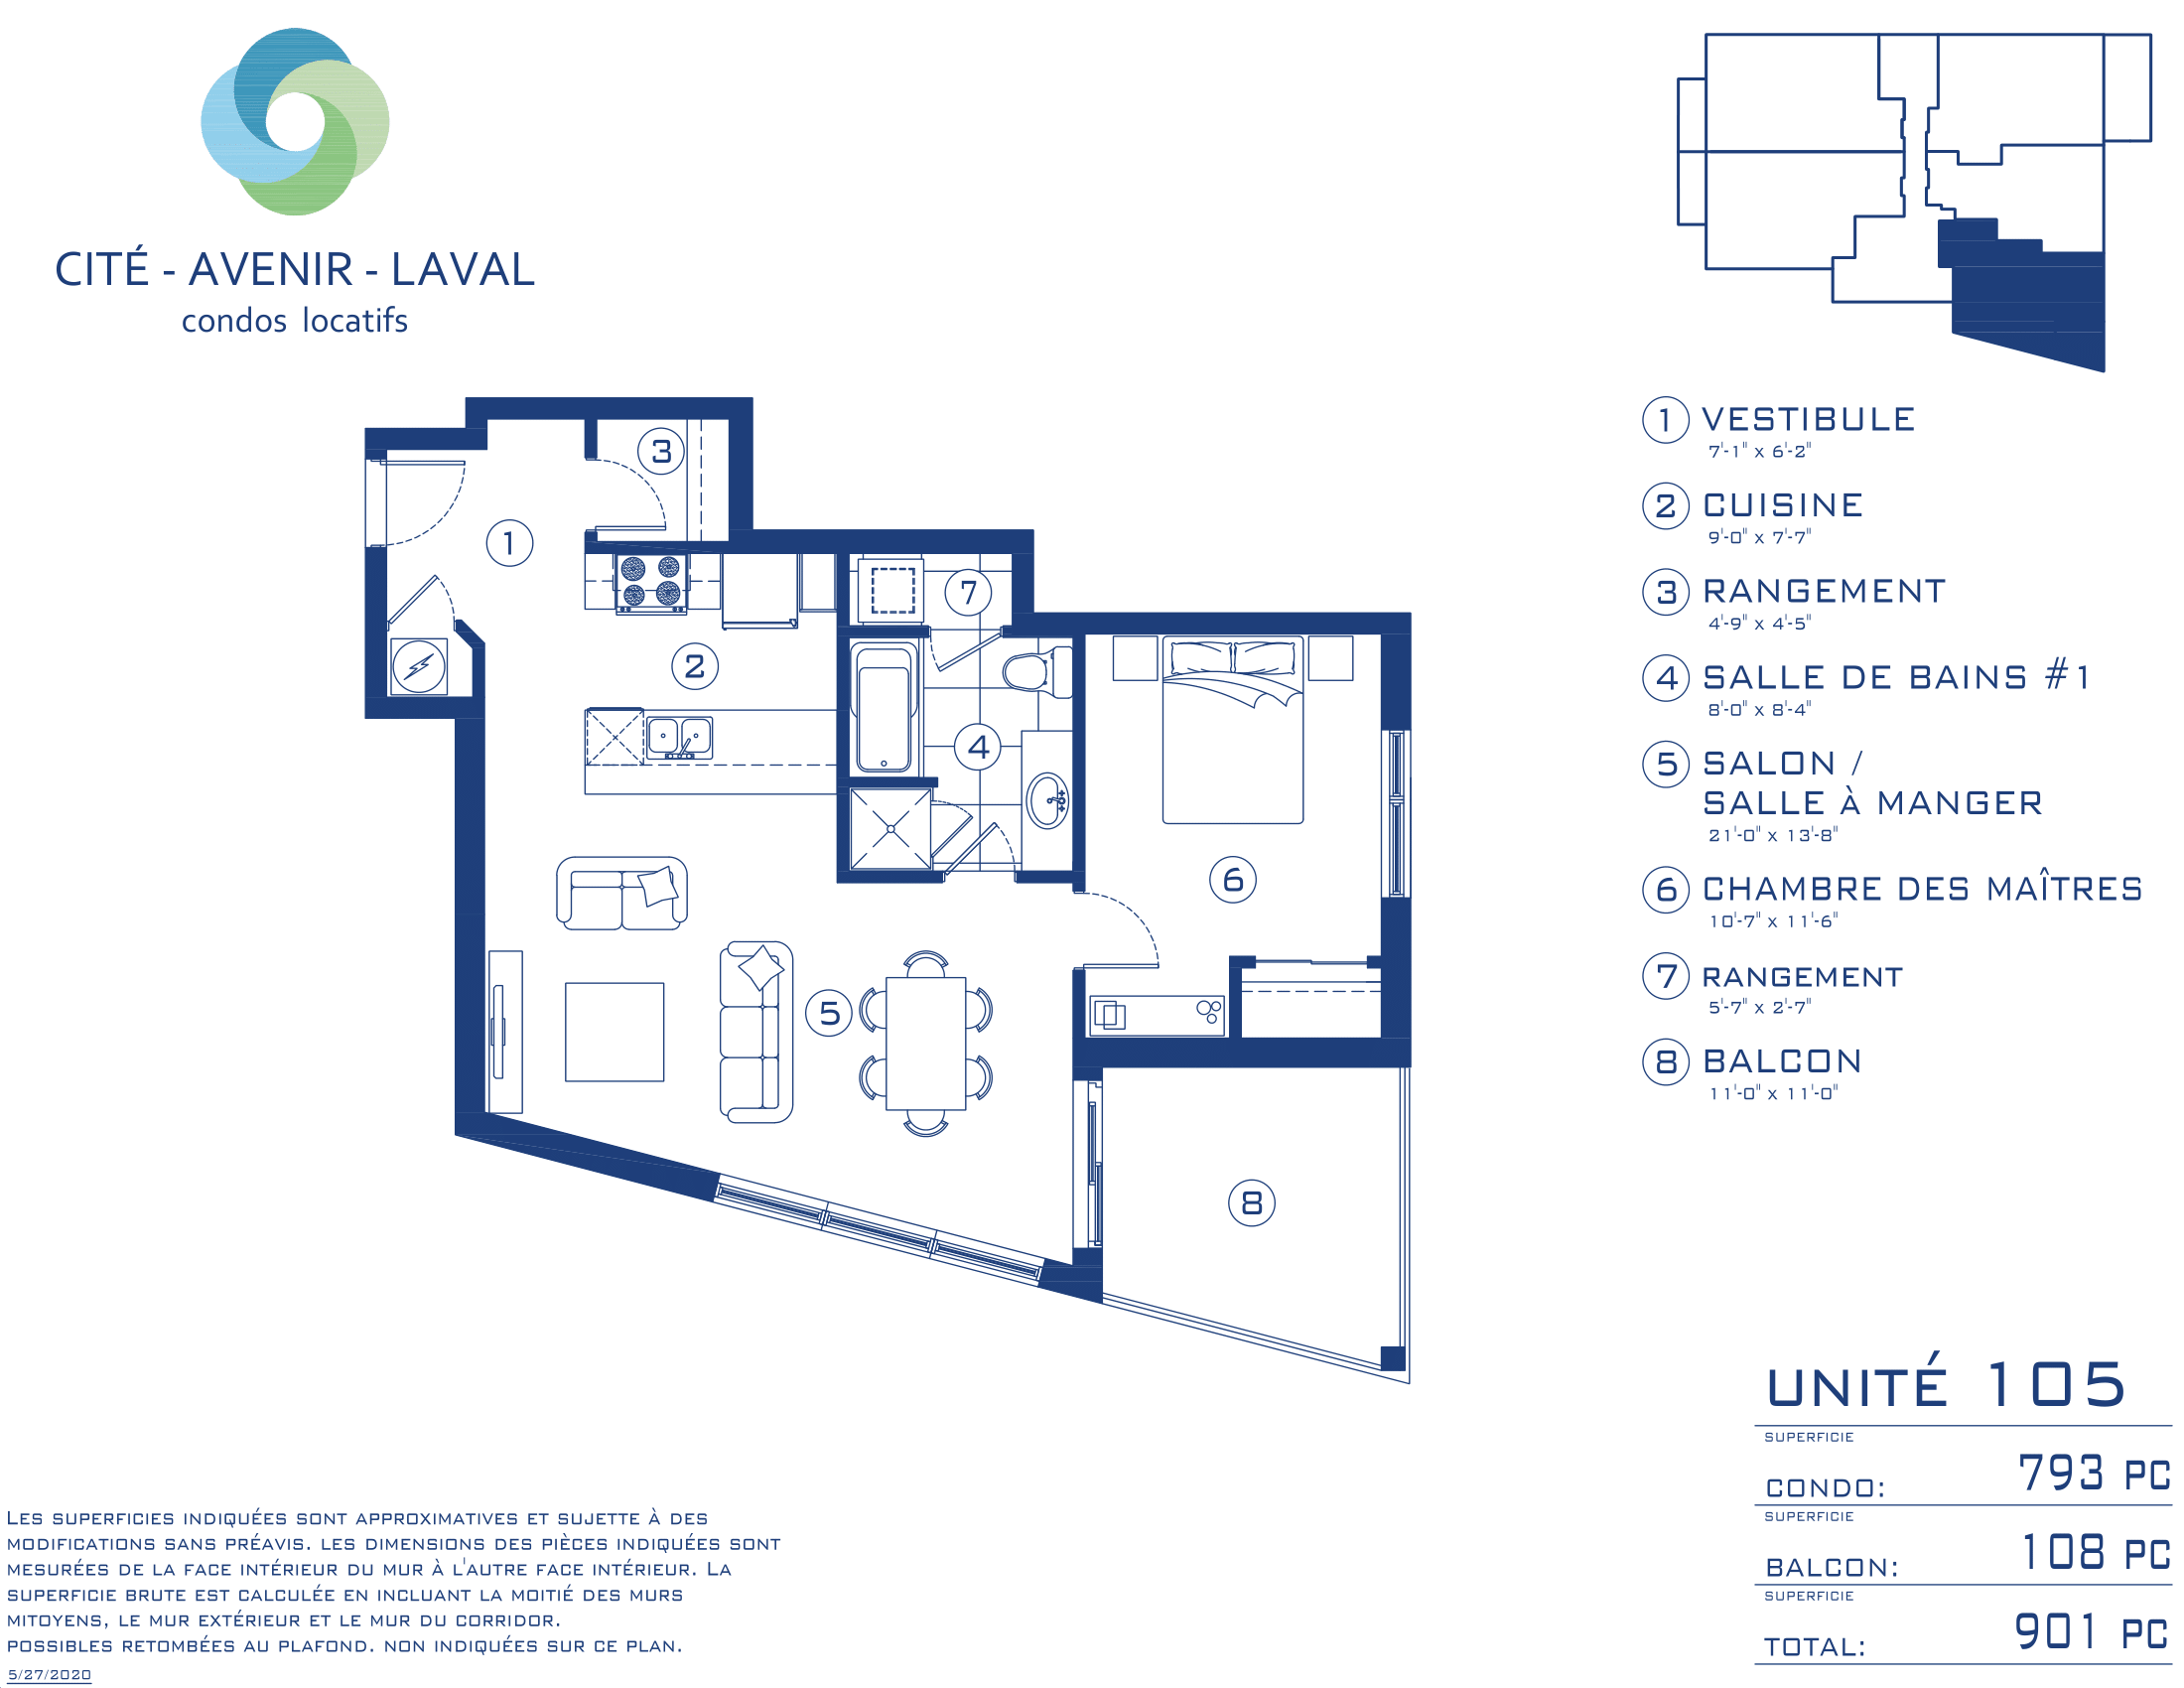 CITÉ - AVENIR - LAVAL
condos locatifs
1 VESTIBULE
7'-1" x 6'-2"
2 CUISINE
9'-0" x 7'-7"
3 RANGEMENT
4'-9" x 4'-5"
4 SALLE DE BAINS #1
8'-0" x 8'-4"
5 SALON /
SALLE À MANGER
21'-0" x 13'-8"
6 CHAMBRE DES MAÎTRES
10'-7" x 11'-6"
7 RANGEMENT
5'-7" x 2'-7"
8 BALCON
11'-0" x 11'-0"
3
1
7
2
4
6
5
8
UNITÉ 105
SUPERFICIE
CONDO: 793 PC
SUPERFICIE
BALCON: 108 PC
SUPERFICIE
TOTAL: 901 PC
LES SUPERFICIES INDIQUÉES SONT APPROXIMATIVES ET SUJETTE À DES
MODIFICATIONS SANS PRÉAVIS. LES DIMENSIONS DES PIÈCES INDIQUÉES SONT
MESURÉES DE LA FACE INTÉRIEUR DU MUR À L'AUTRE FACE INTÉRIEUR. LA
SUPERFICIE BRUTE EST CALCULÉE EN INCLUANT LA MOITIÉ DES MURS
MITOYENS, LE MUR EXTÉRIEUR ET LE MUR DU CORRIDOR.
POSSIBLES RETOMBÉES AU PLAFOND. NON INDIQUÉES SUR CE PLAN.
5/27/2020